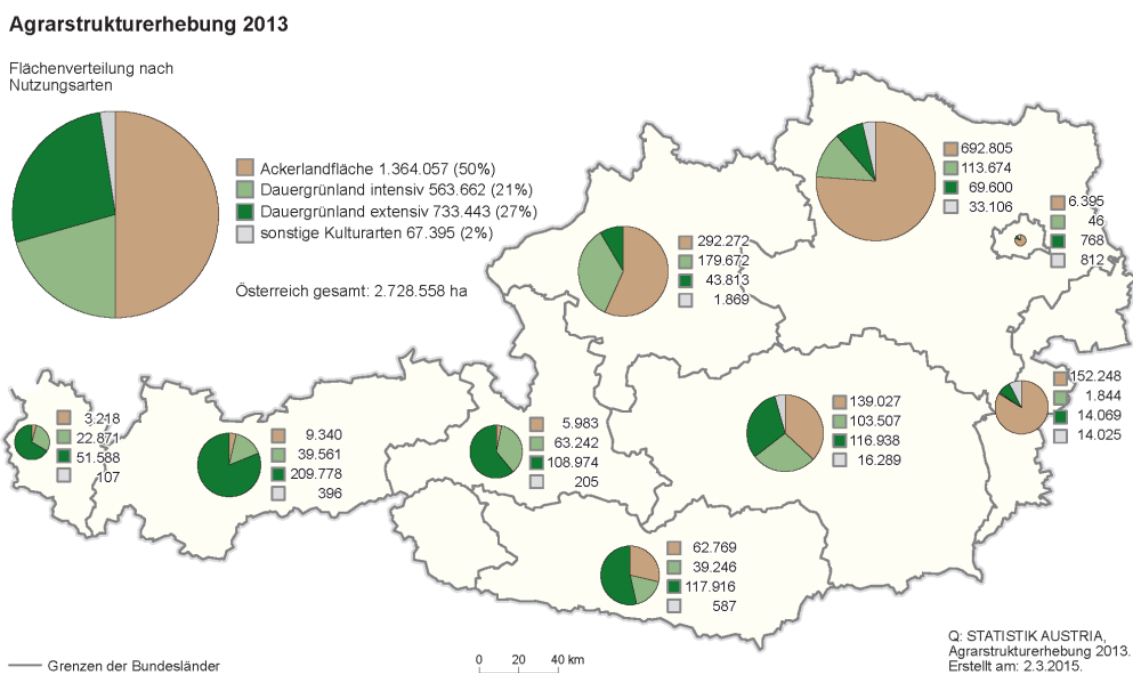 Agrarstrukturerhebung 2013
Flächenverteilung nach
Nutzungsarten
Ackerlandfläche 1.364.057 (50%)
Dauergrünland intensiv 563.662 (21%)
Dauergrünland extensiv 733.443 (27%)
sonstige Kulturarten 67.395 (2%)
Österreich gesamt: 2.728.558 ha
692.805
113.674
69.600
33.106
6.395
46
768
812
292.272
179.672
43.813
1.869
152.248
1.844
14.069
14.025
3.218
22.871
51.588
107
9.340
39.561
209.778
396
5.983
63.242
108.974
205
139.027
103.507
116.938
16.289
62.769
39.246
117.916
587
Grenzen der Bundesländer
0 20 40 km
Q: STATISTIK AUSTRIA,
Agrarstrukturerhebung 2013.
Erstellt am: 2.3.2015.